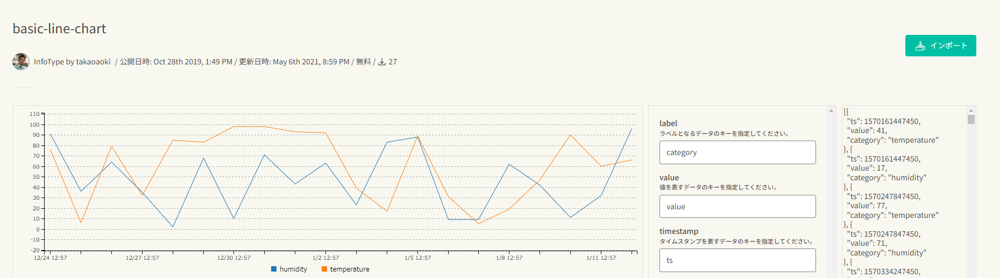 basic-line-chart
インポート
InfoType by takaoaoki / 公開日時: Oct 28th 2019, 1:49 PM / 更新日時: May 6th 2021, 8:59 PM / 無料 / 27
110
100
90
80
70
60
50
40
30
20
10
0
-10
-20
12/24 12:57 12/27 12:57 12/30 12:57 1/2 12:57 1/5 12:57 1/8 12:57 1/11 12:57
humidity temperature
label
ラベルとなるデータのキーを指定してください。
category
value
値を表すデータのキーを指定してください。
value
timestamp
タイムスタンプを表すデータのキーを指定してください。
ts
[{
"ts": 1570161447450,
"value": 41,
"category": "temperature"
}, {
"ts": 1570161447450,
"value": 17,
"category": "humidity"
}, {
"ts": 1570247847450,
"value": 77,
"category": "temperature"
}, {
"ts": 1570247847450,
"value": 71,
"category": "humidity"
}, {
"ts": 1570334247450,